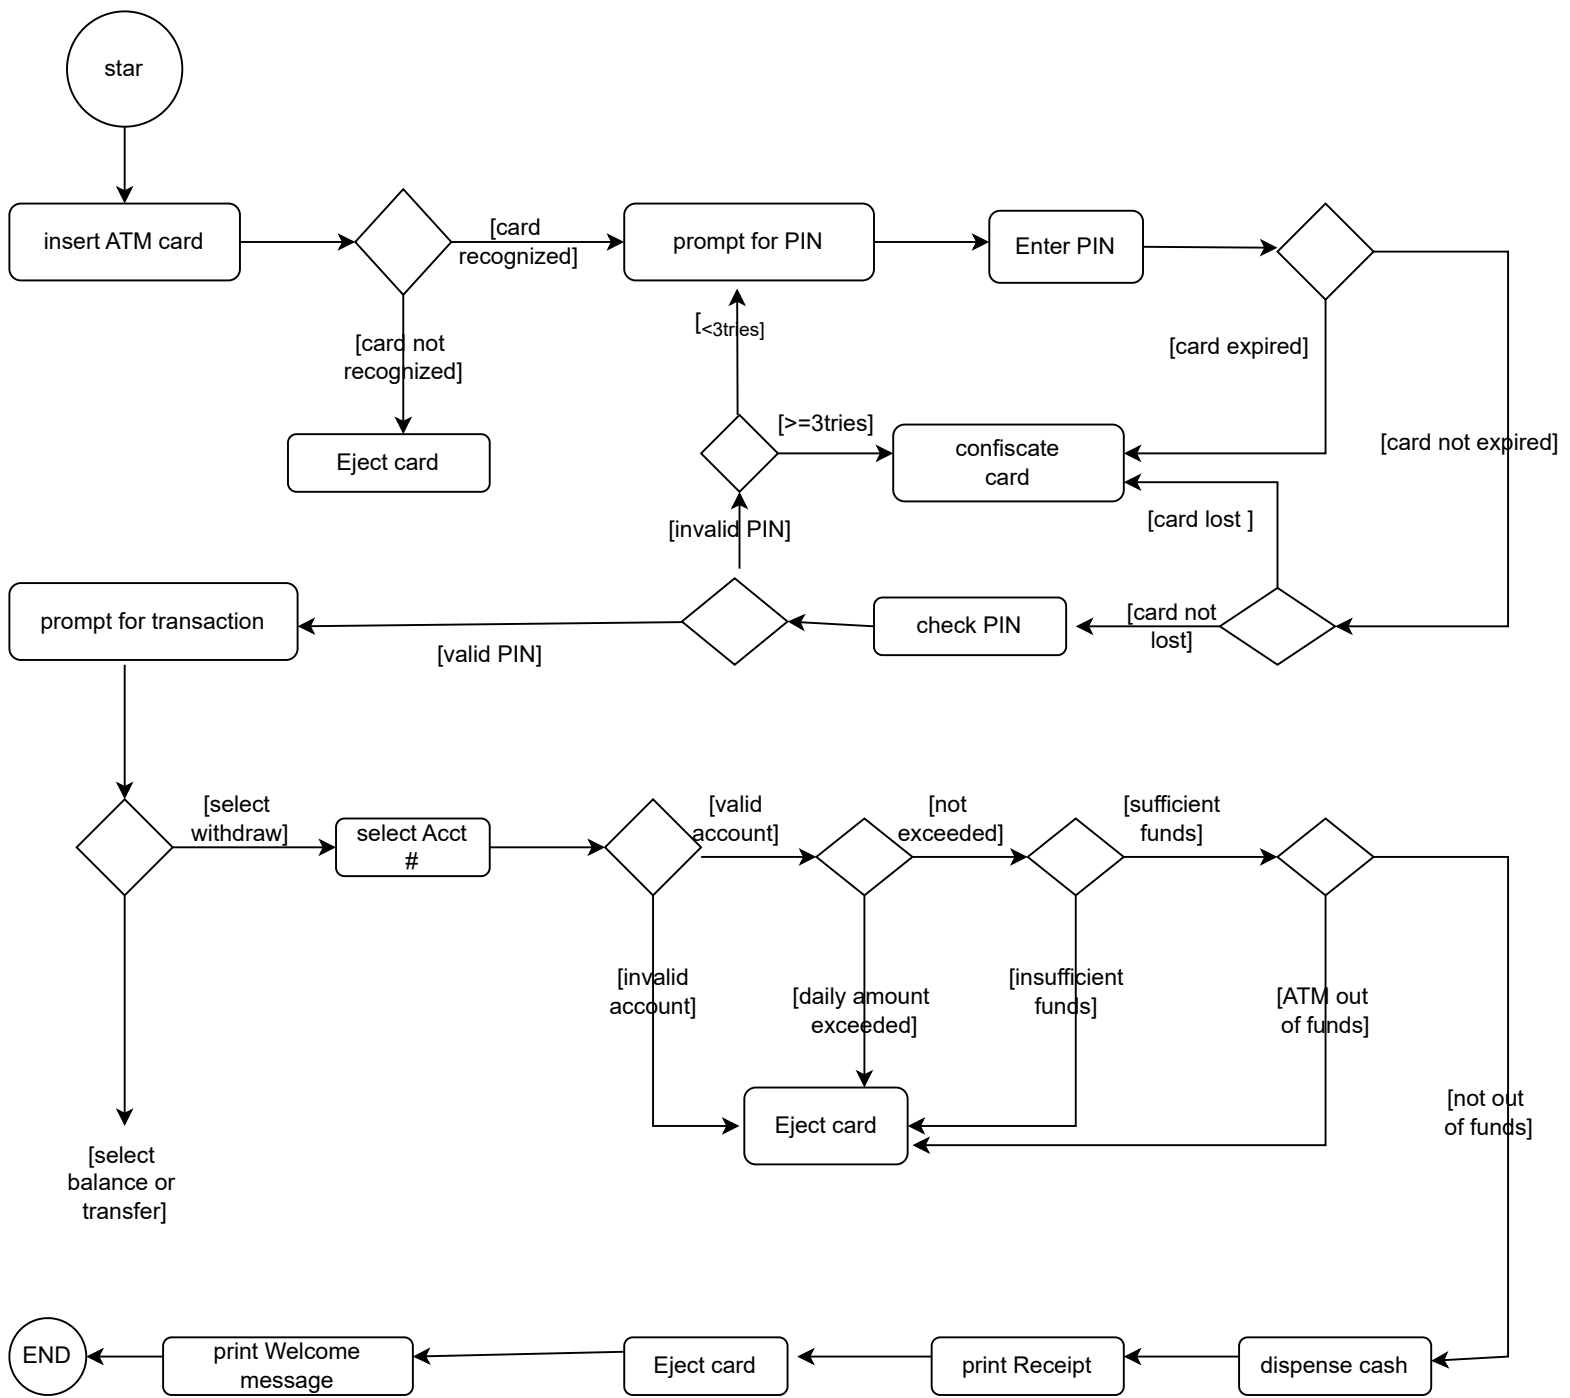 star
insert ATM card
[card
recognized]
prompt for PIN
Enter PIN
[card not
recognized]
Eject card
[<3tries]
[>=3tries]
confiscate
card
[card expired]
[card not expired]
[card lost ]
[invalid PIN]
prompt for transaction
[valid PIN]
check PIN
[card not
lost]
[select
withdraw]
select Acct
#
[valid
account]
[not
exceeded]
[sufficient
funds]
[invalid
account]
[daily amount
exceeded]
[insufficient
funds]
[ATM out
of funds]
[not out
of funds]
Eject card
[select
balance or
transfer]
END
print Welcome
message
Eject card
print Receipt
dispense cash